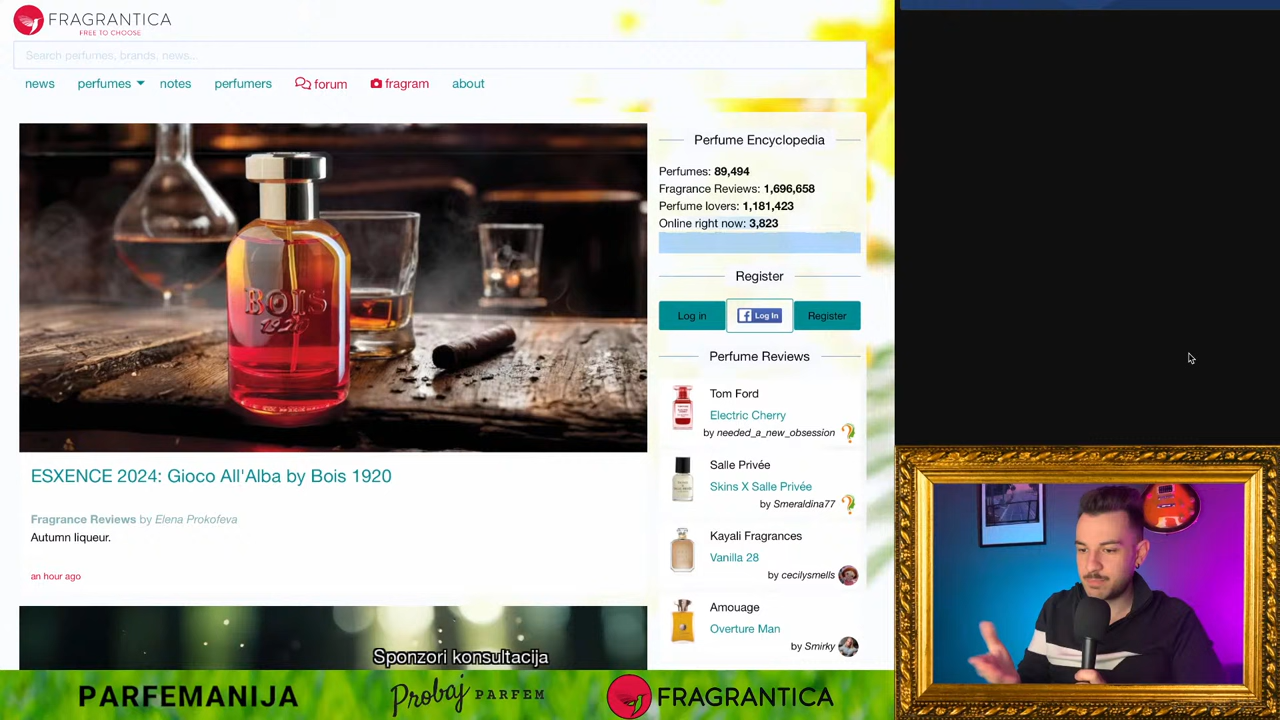 FRAGRANTICA
FREE TO CHOOSE
Search perfumes, brands, news...
news perfumes notes perfumers forum fragram about
BOIS
1920
ESXENCE 2024: Gioco All'Alba by Bois 1920
Fragrance Reviews by Elena Prokofeva
Autumn liqueur.
an hour ago
Perfume Encyclopedia
Perfumes: 89,494
Fragrance Reviews: 1,696,658
Perfume lovers: 1,181,423
Online right now: 3,823
Register
Log in Log In Register
Perfume Reviews
Tom Ford
Electric Cherry
by needed_a_new_obsession
Salle Privée
Skins X Salle Privée
by Smeraldina77
Kayali Fragrances
Vanilla 28
by cecilysmells
Amouage
Overture Man
by Smirky
Sponzori konsultacija
PARFEMANIJA Probaj PARFEM FRAGRANTICA